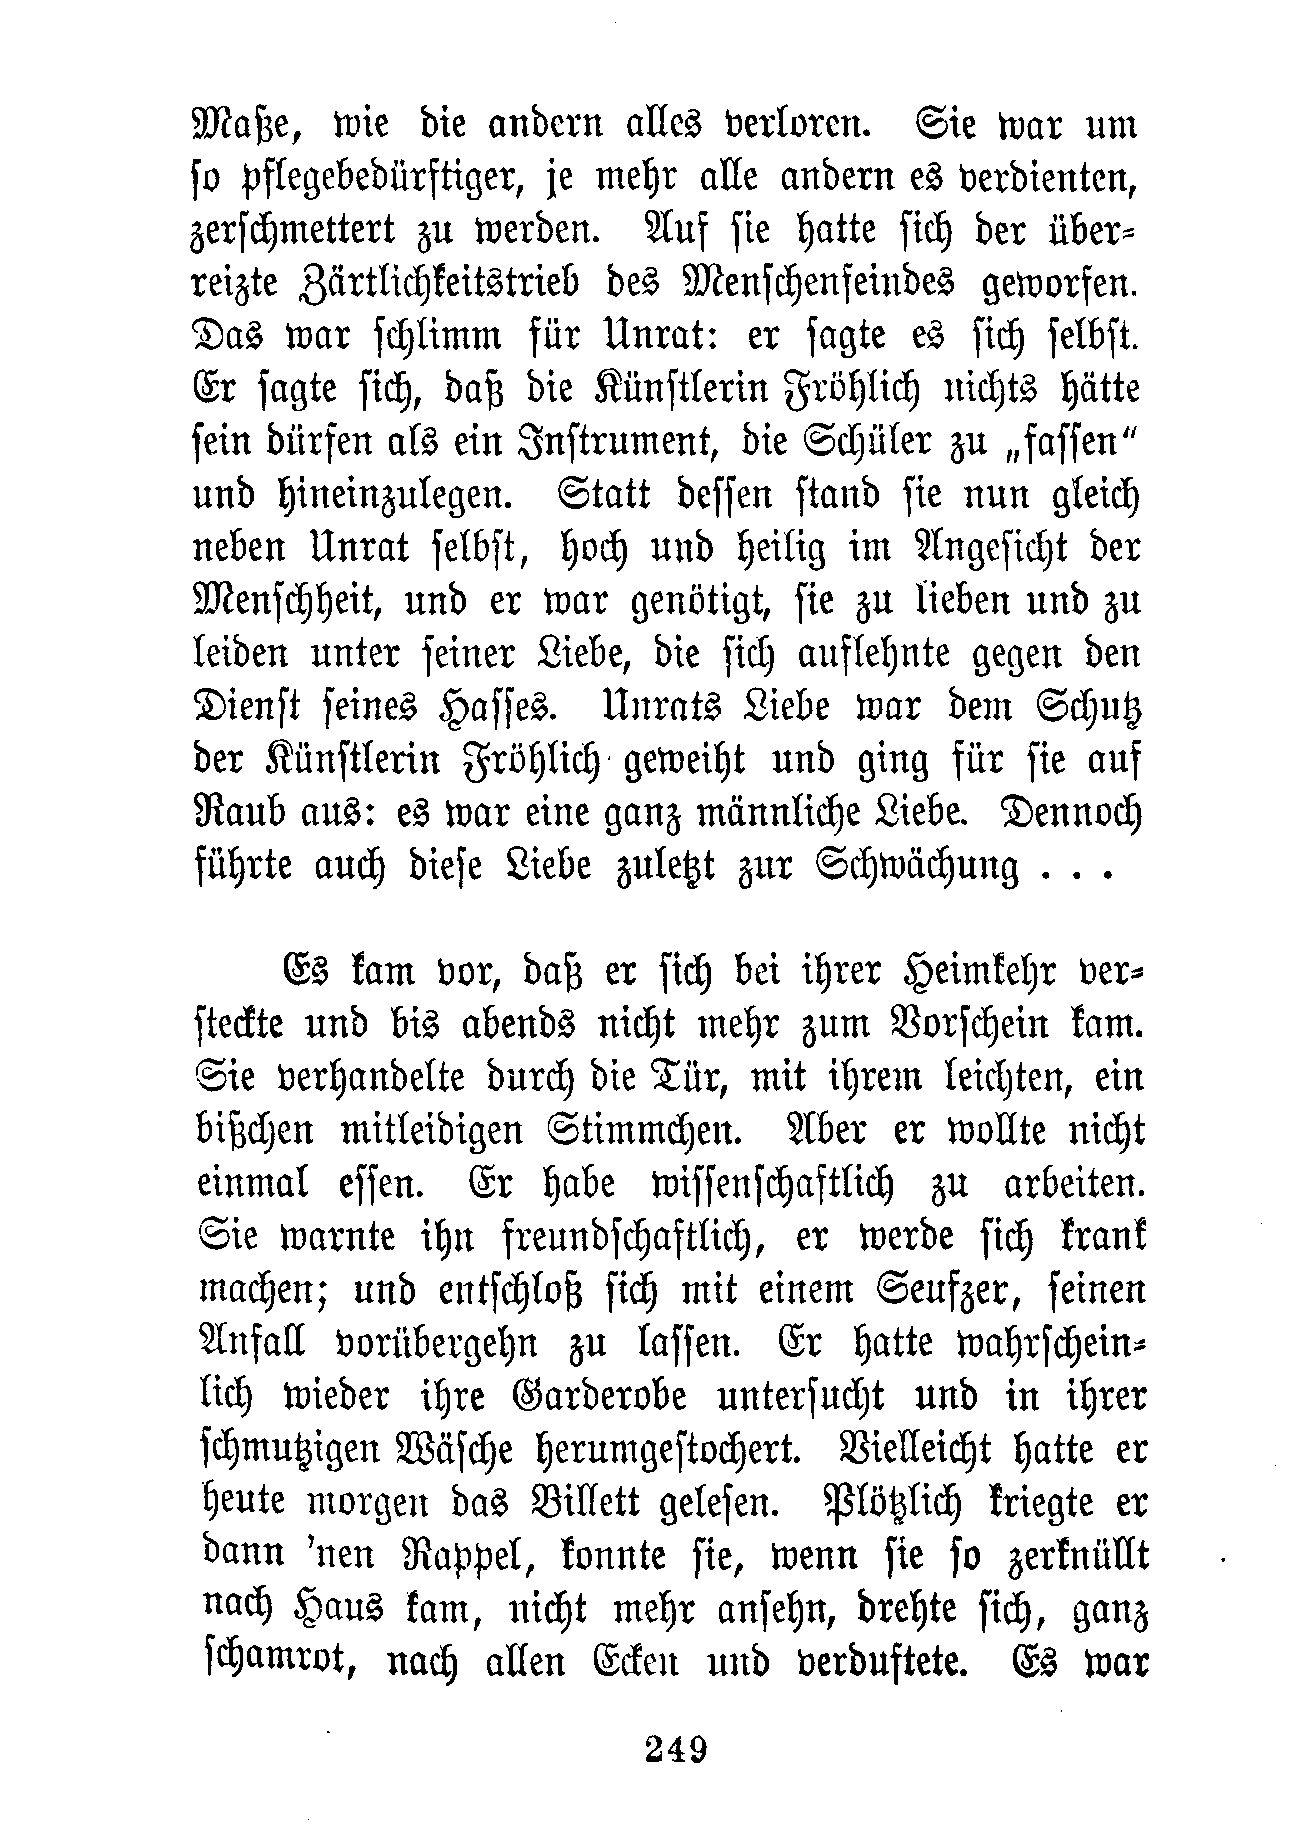 Maße, wie die andern alles verloren. Sie war um
so pflegebedürftiger, je mehr alle andern es verdienten,
zerschmettert zu werden. Auf sie hatte sich der über-
reizte Zärtlichkeitstrieb des Menschenfeindes geworfen.
Das war schlimm für Unrat: er sagte es sich selbst.
Er sagte sich, daß die Künstlerin Fröhlich nichts hätte
sein dürfen als ein Instrument, die Schüler zu „fassen“
und hineinzulegen. Statt dessen stand sie nun gleich
neben Unrat selbst, hoch und heilig im Angesicht der
Menschheit, und er war genötigt, sie zu lieben und zu
leiden unter seiner Liebe, die sich auflehnte gegen den
Dienst seines Hasses. Unrats Liebe war dem Schutz
der Künstlerin Fröhlich geweiht und ging für sie auf
Raub aus: es war eine ganz männliche Liebe. Dennoch
führte auch diese Liebe zuletzt zur Schwächung . . .
Es kam vor, daß er sich bei ihrer Heimkehr ver-
steckte und bis abends nicht mehr zum Vorschein kam.
Sie verhandelte durch die Tür, mit ihrem leichten, ein
bißchen mitleidigen Stimmchen. Aber er wollte nicht
einmal essen. Er habe wissenschaftlich zu arbeiten.
Sie warnte ihn freundschaftlich, er werde sich krank
machen; und entschloß sich mit einem Seufzer, seinen
Anfall vorübergehn zu lassen. Er hatte wahrschein-
lich wieder ihre Garderobe untersucht und in ihrer
schmutzigen Wäsche herumgestochert. Vielleicht hatte er
heute morgen das Billett gelesen. Plötzlich kriegte er
dann 'nen Rappel, konnte sie, wenn sie so zerknüllt
nach Haus kam, nicht mehr ansehn, drehte sich, ganz
schamrot, nach allen Ecken und verduftete. Es war
249